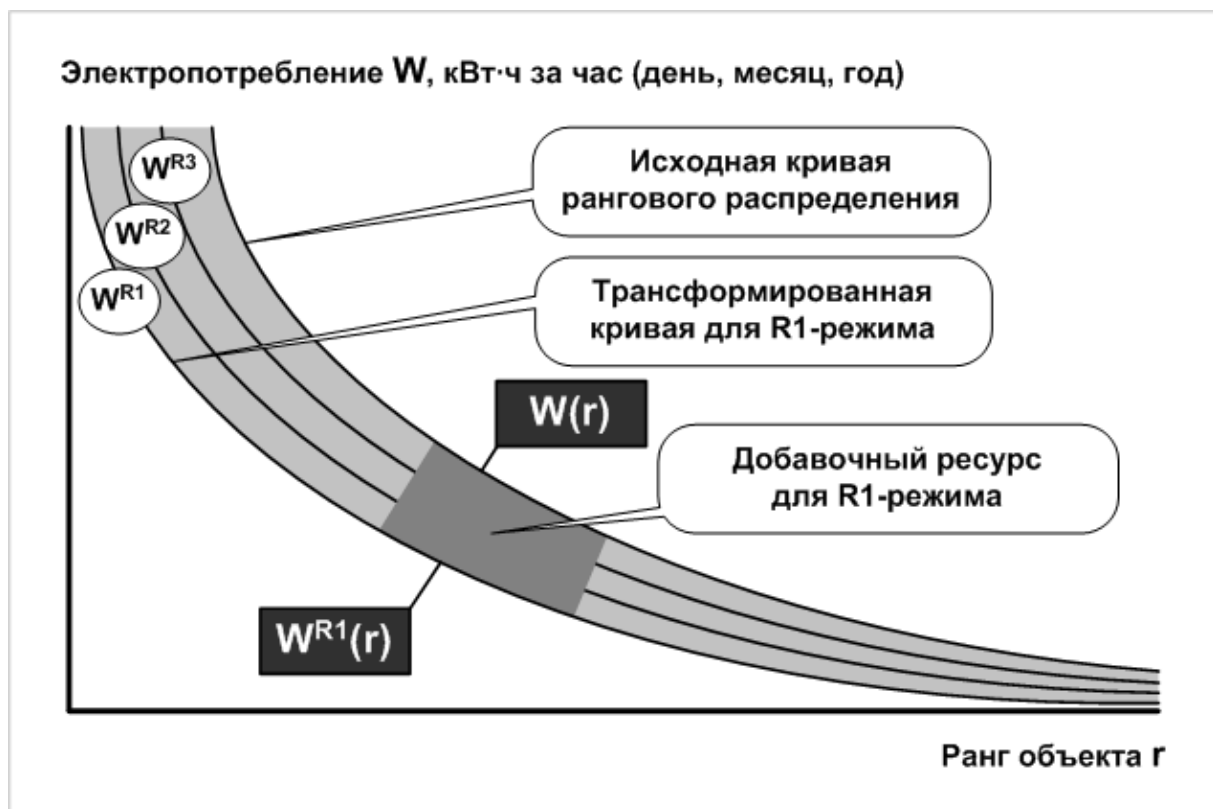 Электропотребление W, кВт·ч за час (день, месяц, год)
W^R3
Исходная кривая
рангового распределения
W^R2
W^R1
Трансформированная
кривая для R1-режима
W(r)
Добавочный ресурс
для R1-режима
W^R1(r)
Ранг объекта r